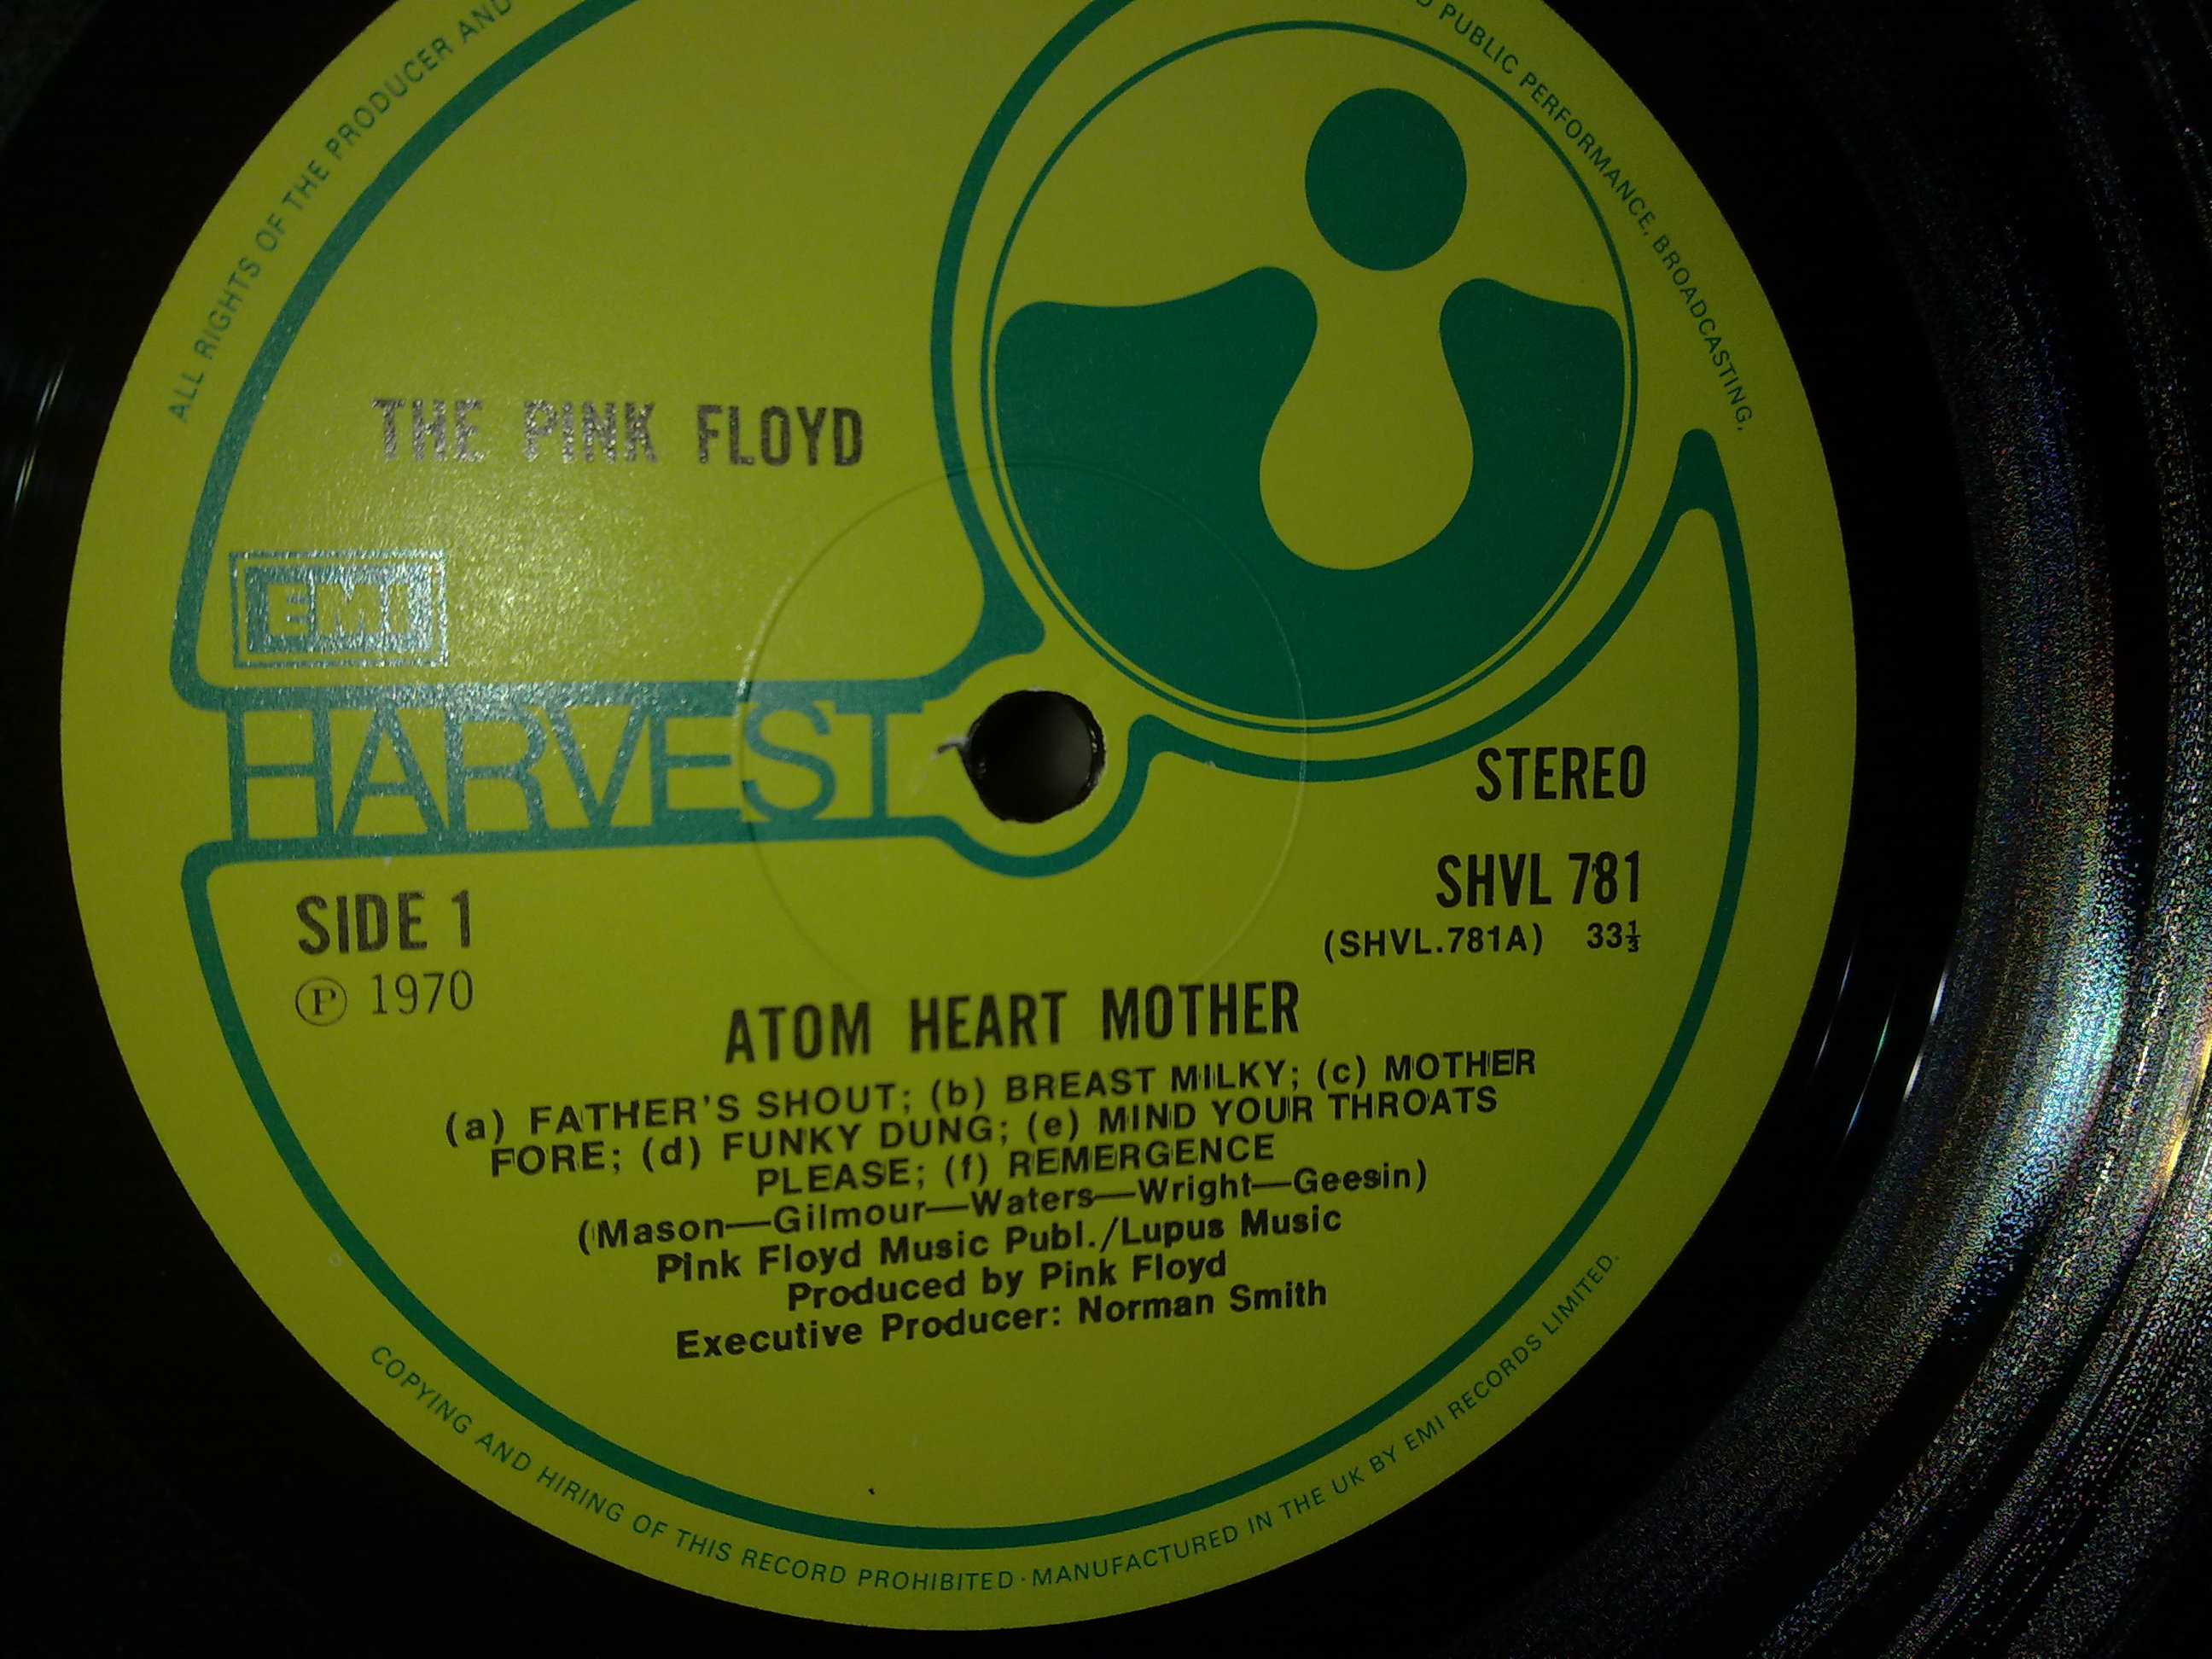 ALL RIGHTS OF THE PRODUCER AND
PUBLIC PERFORMANCE, BROADCASTING,
THE PINK FLOYD
EMI
HARVEST
STEREO
SHVL 781
(SHVL.781A) 33⅓
SIDE 1
Ⓟ 1970
ATOM HEART MOTHER
(a) FATHER'S SHOUT; (b) BREAST MILKY; (c) MOTHER
FORE; (d) FUNKY DUNG; (e) MIND YOUR THROATS
PLEASE; (f) REMERGENCE
(Mason—Gilmour—Waters—Wright—Geesin)
Pink Floyd Music Publ./Lupus Music
Produced by Pink Floyd
Executive Producer: Norman Smith
COPYING AND HIRING OF THIS RECORD PROHIBITED · MANUFACTURED IN THE UK BY EMI RECORDS LIMITED.